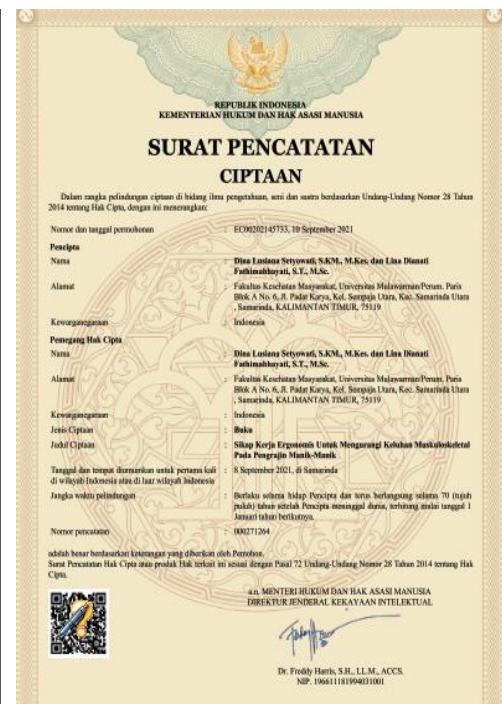 REPUBLIK INDONESIA
KEMENTERIAN HUKUM DAN HAK ASASI MANUSIA
SURAT PENCATATAN
CIPTAAN
Dalam rangka pelindungan ciptaan di bidang ilmu pengetahuan, seni dan sastra berdasarkan Undang-Undang Nomor 28 Tahun
2014 tentang Hak Cipta, dengan ini menerangkan:
Nomor dan tanggal permohonan : EC00202145733, 10 September 2021
Pencipta
Nama : Dina Lusiana Setyowati, S.KM., M.Kes. dan Lina Dianati
Fathimahhayati, S.T., M.Sc.
Alamat : Fakultas Kesehatan Masyarakat, Universitas Mulawarman/Perum. Paris
Blok A No. 6, Jl. Padat Karya, Kel. Sempaja Utara, Kec. Samarinda Utara
, Samarinda, KALIMANTAN TIMUR, 75119
Kewarganegaraan : Indonesia
Pemegang Hak Cipta
Nama : Dina Lusiana Setyowati, S.KM., M.Kes. dan Lina Dianati
Fathimahhayati, S.T., M.Sc.
Alamat : Fakultas Kesehatan Masyarakat, Universitas Mulawarman/Perum. Paris
Blok A No. 6, Jl. Padat Karya, Kel. Sempaja Utara, Kec. Samarinda Utara
, Samarinda, KALIMANTAN TIMUR, 75119
Kewarganegaraan : Indonesia
Jenis Ciptaan : Buku
Judul Ciptaan : Sikap Kerja Ergonomis Untuk Mengurangi Keluhan Muskuloskeletal
Pada Pengrajin Manik-Manik
Tanggal dan tempat diumumkan untuk pertama kali : 8 September 2021, di Samarinda
di wilayah Indonesia atau di luar wilayah Indonesia
Jangka waktu pelindungan : Berlaku selama hidup Pencipta dan terus berlangsung selama 70 (tujuh
puluh) tahun setelah Pencipta meninggal dunia, terhitung mulai tanggal 1
Januari tahun berikutnya.
Nomor pencatatan : 000271264
adalah benar berdasarkan keterangan yang diberikan oleh Pemohon.
Surat Pencatatan Hak Cipta atau produk Hak terkait ini sesuai dengan Pasal 72 Undang-Undang Nomor 28 Tahun 2014 tentang Hak
Cipta.
a.n. MENTERI HUKUM DAN HAK ASASI MANUSIA
DIREKTUR JENDERAL KEKAYAAN INTELEKTUAL
Dr. Freddy Harris, S.H., LL.M., ACCS.
NIP. 196611181994031001